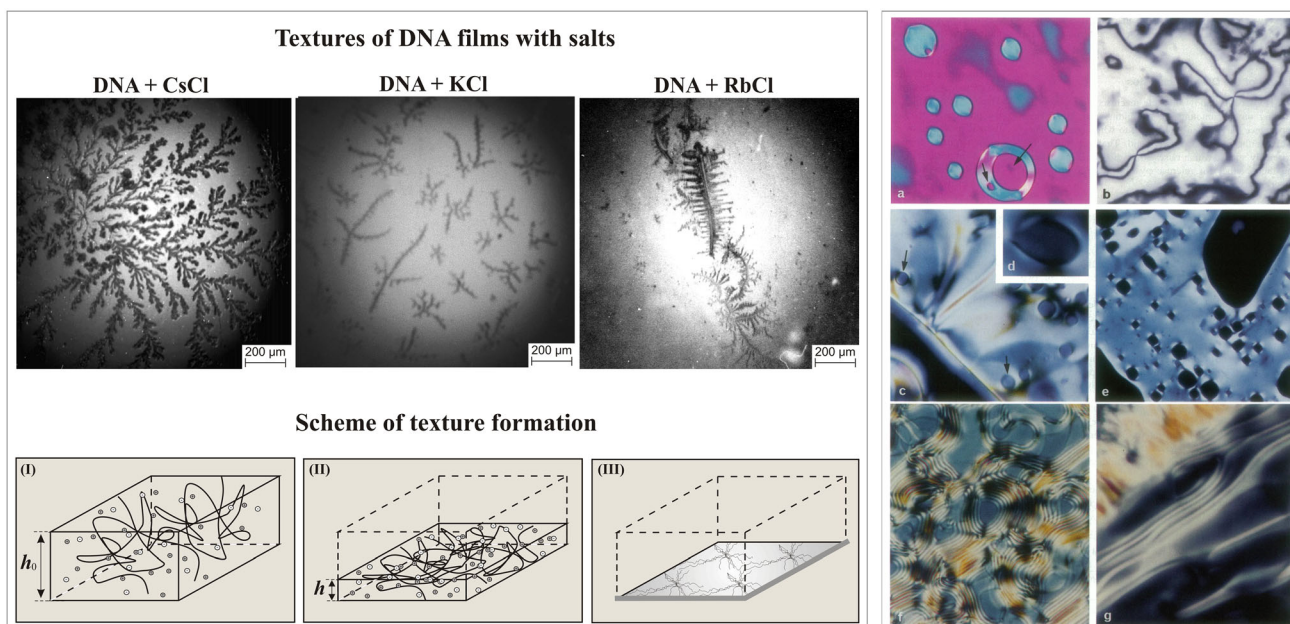 Textures of DNA films with salts
DNA + CsCl
DNA + KCl
DNA + RbCl
200 µm
200 µm
200 µm
Scheme of texture formation
(I)
(II)
(III)
h₀
h
a
b
c
d
e
f
g